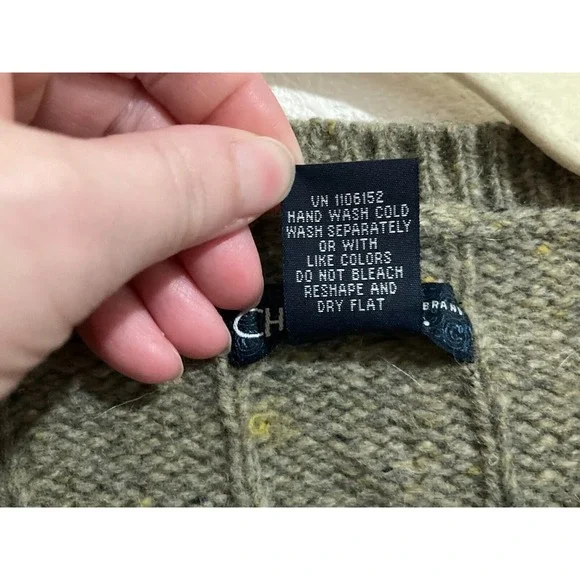 VN 1106152
HAND WASH COLD
WASH SEPARATELY
OR WITH
LIKE COLORS
DO NOT BLEACH
RESHAPE AND
DRY FLAT
CH
BRAN